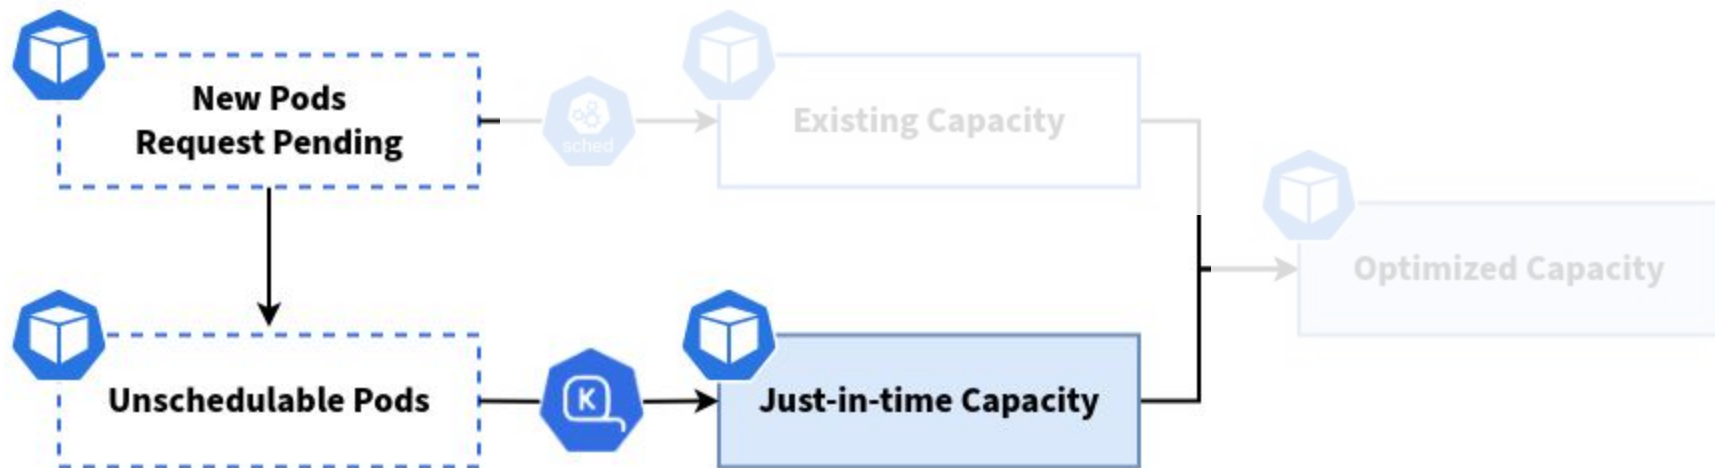 New Pods
Request Pending
sched
Existing Capacity
Optimized Capacity
Unschedulable Pods
K
Just-in-time Capacity